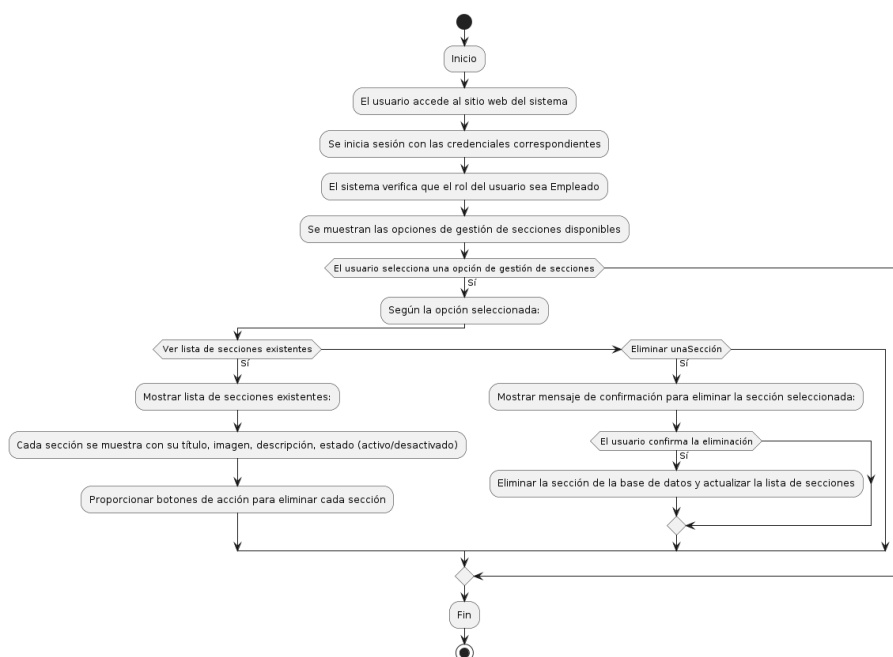 Inicio
El usuario accede al sitio web del sistema
Se inicia sesión con las credenciales correspondientes
El sistema verifica que el rol del usuario sea Empleado
Se muestran las opciones de gestión de secciones disponibles
El usuario selecciona una opción de gestión de secciones
Sí
Según la opción seleccionada:
Ver lista de secciones existentes
Sí
Mostrar lista de secciones existentes:
Cada sección se muestra con su título, imagen, descripción, estado (activo/desactivado)
Proporcionar botones de acción para eliminar cada sección
Eliminar unaSección
Sí
Mostrar mensaje de confirmación para eliminar la sección seleccionada:
El usuario confirma la eliminación
Sí
Eliminar la sección de la base de datos y actualizar la lista de secciones
Fin